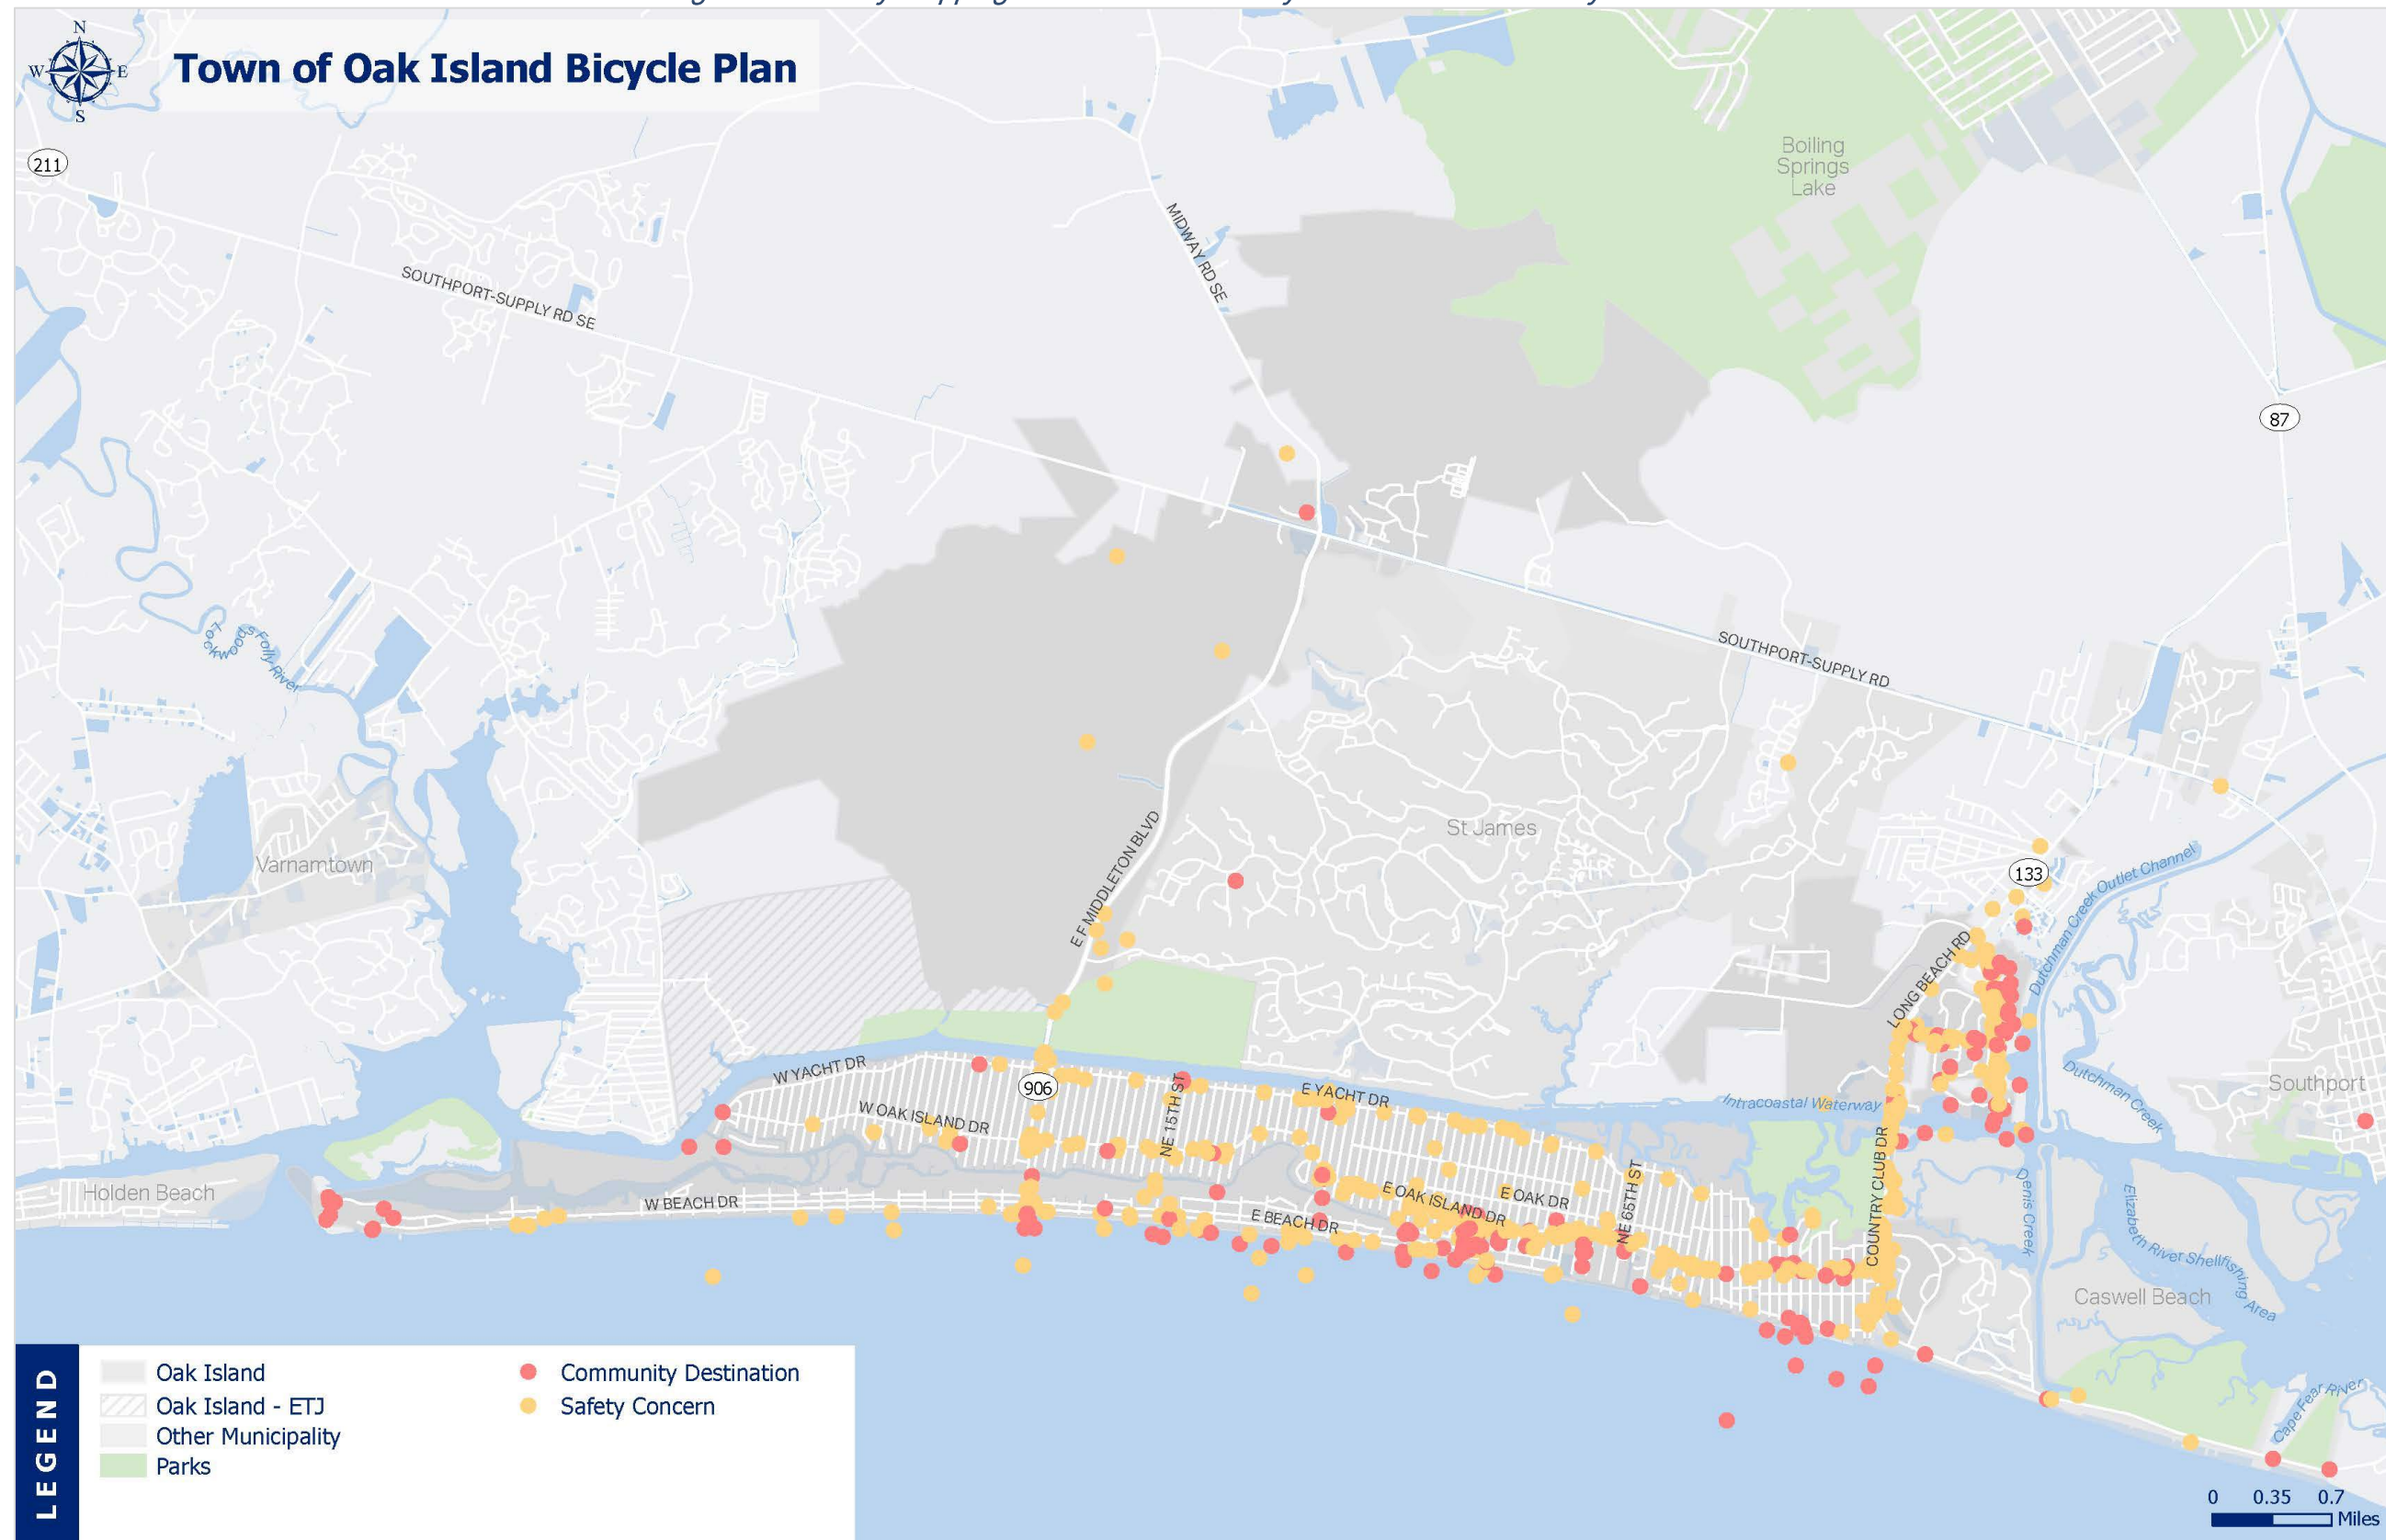 N
W E
S
Town of Oak Island Bicycle Plan
211
Boiling
Springs
Lake
MIDWAY RD SE
SOUTHPORT-SUPPLY RD SE
87
Lockwoods Folly River
SOUTHPORT-SUPPLY RD
St James
E F MIDDLETON BLVD
Varnamtown
133
Dutchman Creek Outlet Channel
LONG BEACH RD
W YACHT DR
906
NE 15TH ST
E YACHT DR
Dutchman Creek
Southport
W OAK ISLAND DR
Intracoastal Waterway
Holden Beach
W BEACH DR
E BEACH DR
E OAK ISLAND DR
E OAK DR
NE 65TH ST
COUNTRY CLUB DR
Denis Creek
Elizabeth River Shellfishing Area
Caswell Beach
Cape Fear River
LEGEND
Oak Island
Oak Island - ETJ
Other Municipality
Parks
Community Destination
Safety Concern
0 0.35 0.7
Miles